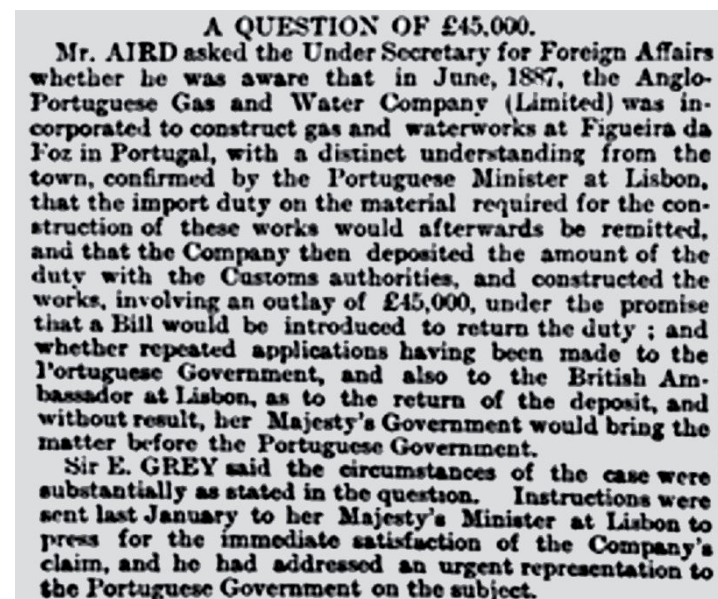 A QUESTION OF £45,000.
Mr. AIRD asked the Under Secretary for Foreign Affairs
whether he was aware that in June, 1887, the Anglo-
Portuguese Gas and Water Company (Limited) was in-
corporated to construct gas and waterworks at Figueira da
Foz in Portugal, with a distinct understanding from the
town, confirmed by the Portuguese Minister at Lisbon,
that the import duty on the material required for the con-
struction of these works would afterwards be remitted,
and that the Company then deposited the amount of the
duty with the Customs authorities, and constructed the
works, involving an outlay of £45,000, under the promise
that a Bill would be introduced to return the duty ; and
whether repeated applications having been made to the
Portuguese Government, and also to the British Am-
bassador at Lisbon, as to the return of the deposit, and
without result, her Majesty's Government would bring the
matter before the Portuguese Government.
Sir E. GREY said the circumstances of the case were
substantially as stated in the question. Instructions were
sent last January to her Majesty's Minister at Lisbon to
press for the immediate satisfaction of the Company's
claim, and he had addressed an urgent representation to
the Portuguese Government on the subject.